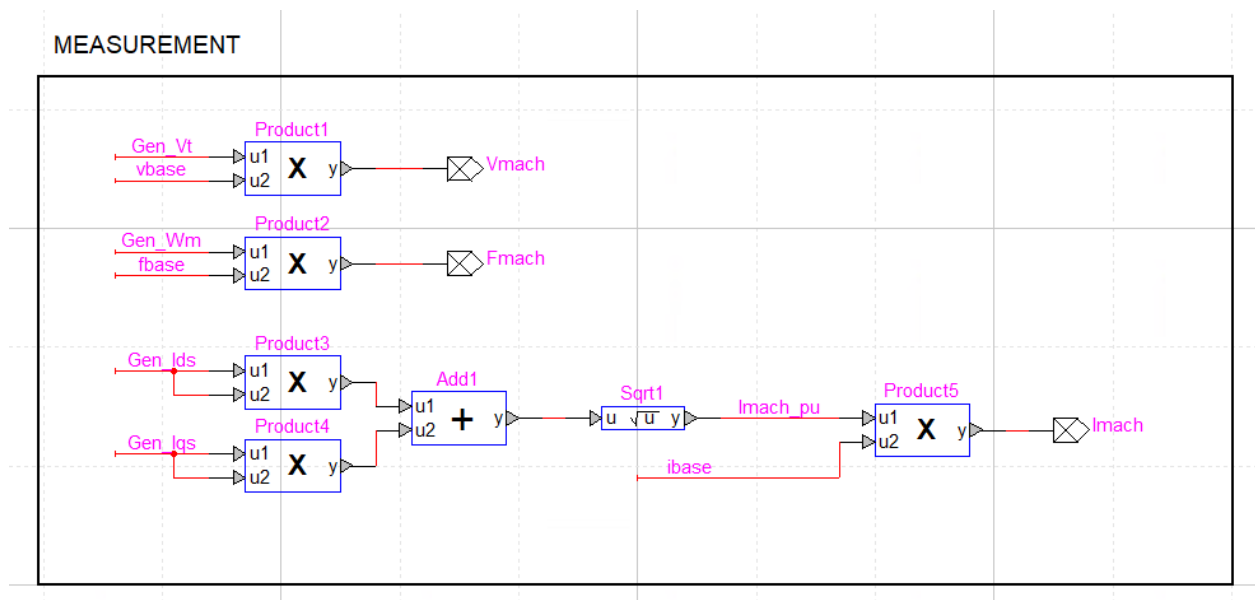 MEASUREMENT
Product1
Gen_Vt
vbase
u1
u2
X
y
Vmach
Product2
Gen_Wm
fbase
u1
u2
X
y
Fmach
Product3
Gen_Ids
u1
u2
X
y
Add1
u1
u2
+
y
Sqrt1
u √u y
Imach_pu
ibase
Product5
u1
u2
X
y
Imach
Product4
Gen_Iqs
u1
u2
X
y